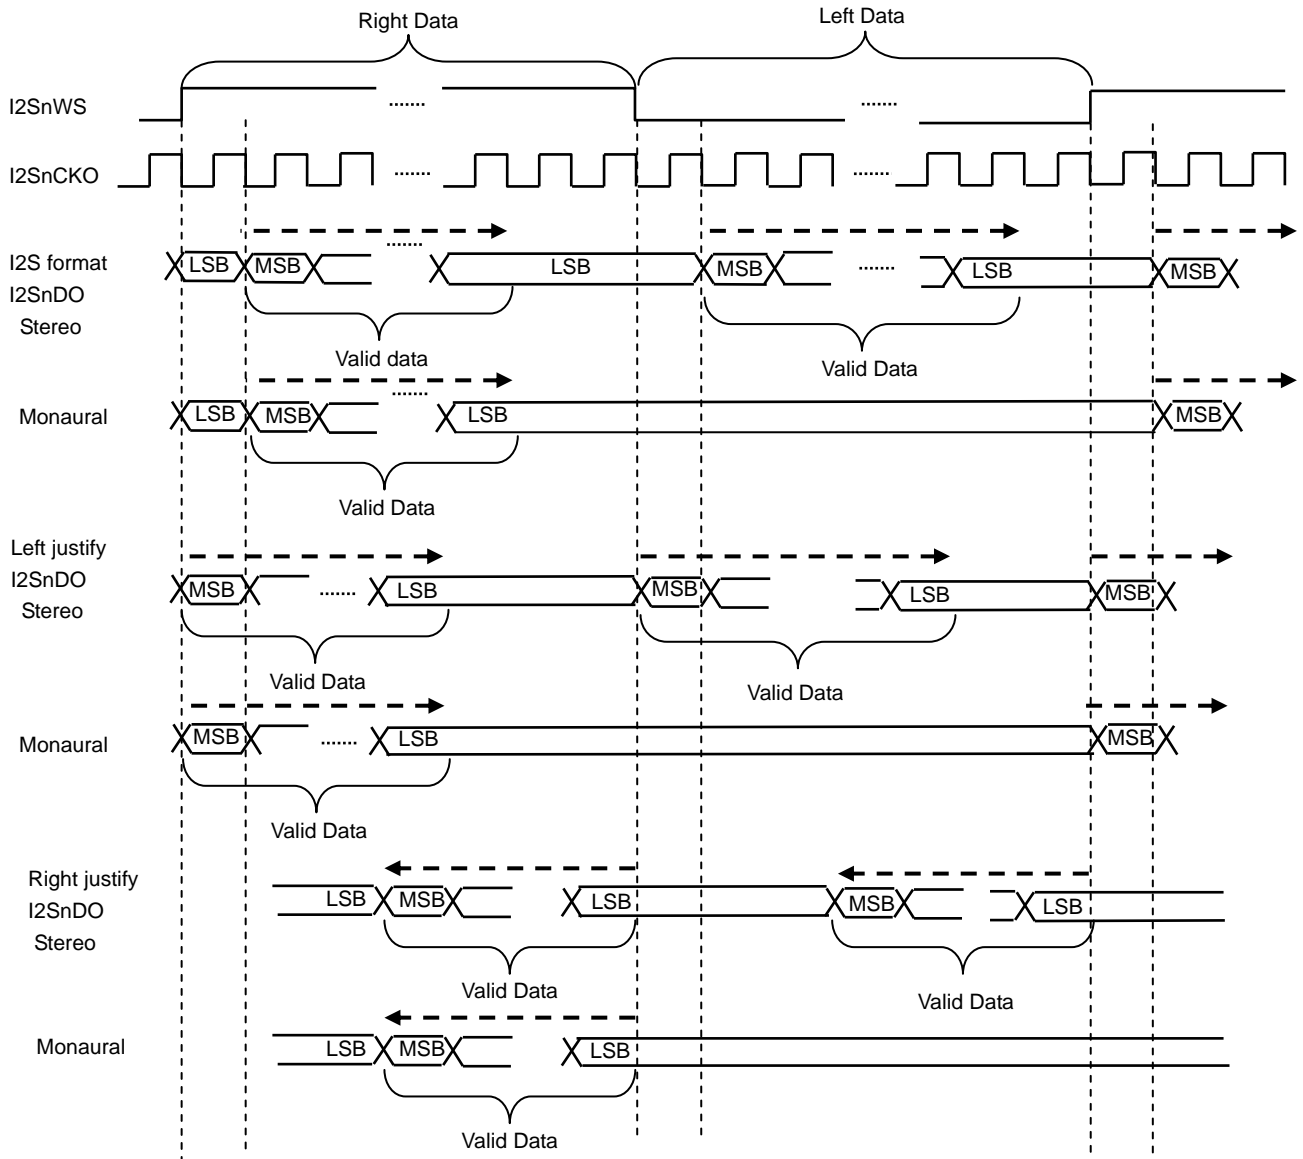 Right Data
Left Data
I2SnWS
.......
.......
I2SnCKO
.......
.......
I2S format
I2SnDO
Stereo
LSB
MSB
.......
LSB
MSB
.......
LSB
MSB
Valid data
Valid Data
Monaural
LSB
MSB
.......
LSB
MSB
Valid Data
Left justify
I2SnDO
Stereo
MSB
.......
LSB
MSB
LSB
MSB
Valid Data
Valid Data
Monaural
MSB
.......
LSB
MSB
Valid Data
Right justify
I2SnDO
Stereo
LSB
MSB
LSB
MSB
LSB
Valid Data
Valid Data
Monaural
LSB
MSB
LSB
Valid Data